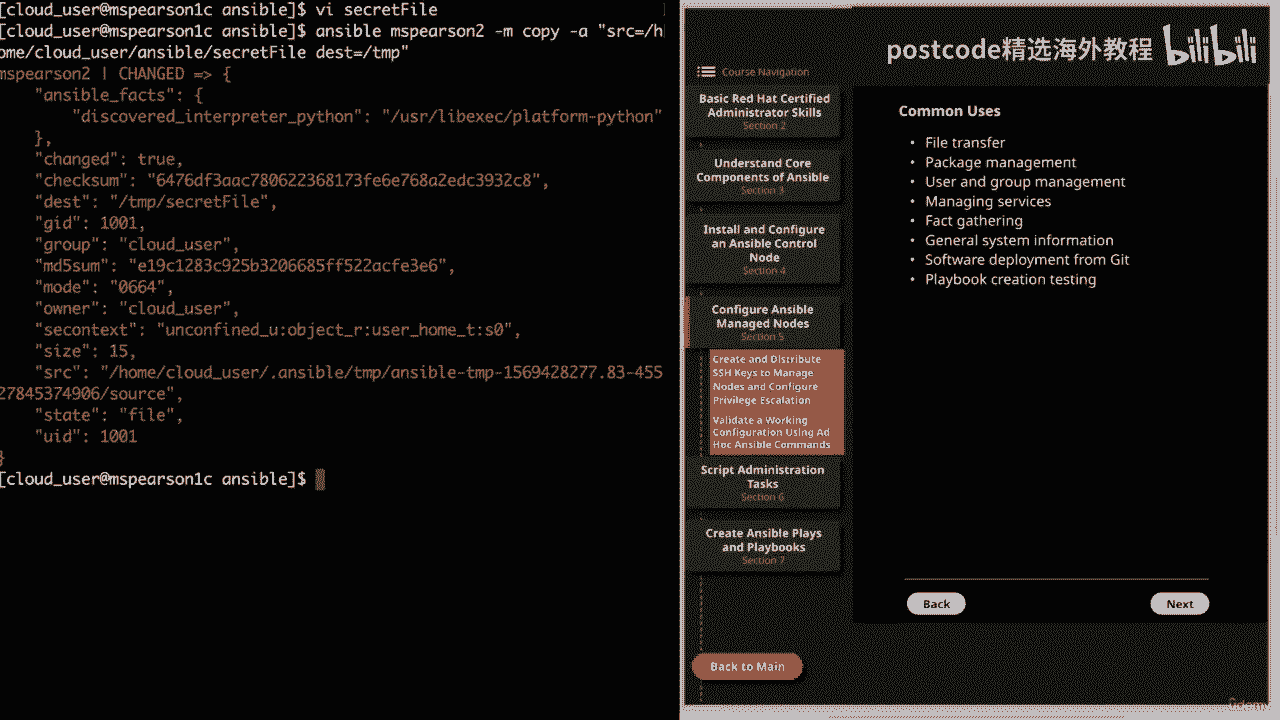 [cloud_user@mspearson1c ansible]$ vi secretFile
[cloud_user@mspearson1c ansible]$ ansible mspearson2 -m copy -a "src=/h
ome/cloud_user/ansible/secretFile dest=/tmp"
mspearson2 | CHANGED => {
    "ansible_facts": {
        "discovered_interpreter_python": "/usr/libexec/platform-python"
    },
    "changed": true,
    "checksum": "6476df3aac780622368173fe6e768a2edc3932c8",
    "dest": "/tmp/secretFile",
    "gid": 1001,
    "group": "cloud_user",
    "md5sum": "e19c1283c925b3206685ff522acfe3e6",
    "mode": "0664",
    "owner": "cloud_user",
    "secontext": "unconfined_u:object_r:user_home_t:s0",
    "size": 15,
    "src": "/home/cloud_user/.ansible/tmp/ansible-tmp-1569428277.83-455
27845374906/source",
    "state": "file",
    "uid": 1001
}
[cloud_user@mspearson1c ansible]$
postcode精选海外教程 bilibili
Course Navigation
Basic Red Hat Certified
Administrator Skills
Section 2
Understand Core
Components of Ansible
Section 3
Install and Configure
an Ansible Control
Node
Section 4
Configure Ansible
Managed Nodes
Section 5
Create and Distribute
SSH Keys to Manage
Nodes and Configure
Privilege Escalation
Validate a Working
Configuration Using Ad
Hoc Ansible Commands
Script Administration
Tasks
Section 6
Create Ansible Plays
and Playbooks
Section 7
Back to Main
Common Uses
• File transfer
• Package management
• User and group management
• Managing services
• Fact gathering
• General system information
• Software deployment from Git
• Playbook creation testing
Back
Next
Udemy